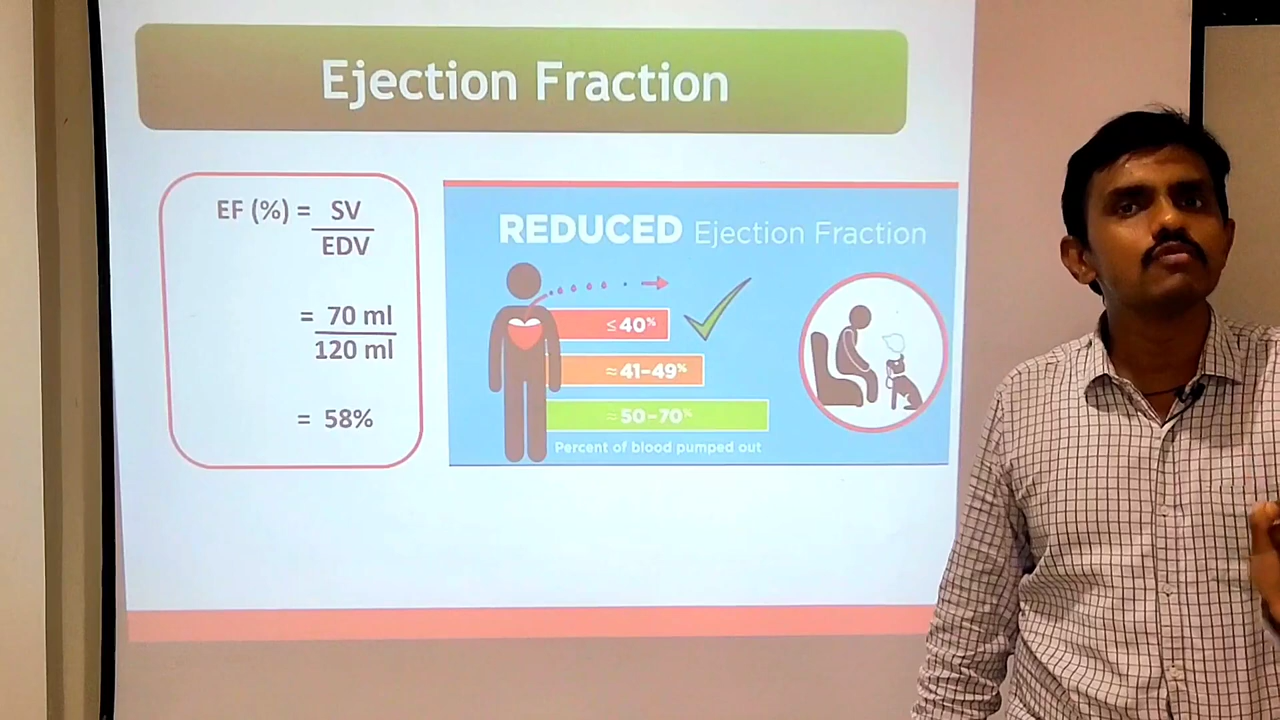 Ejection Fraction
EF (%) = SV
EDV
= 70 ml
120 ml
= 58%
REDUCED Ejection Fraction
≤40%
≈41–49%
≈50–70%
Percent of blood pumped out